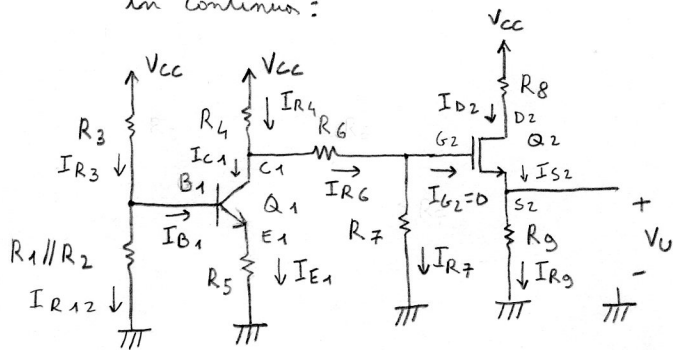 in continua:
VCC
VCC
VCC
R3
IR3
R4
IR4
IC1
C1
R6
IR6
R8
ID2
D2
G2
Q2
IG2=0
IS2
S2
B1
IB1
Q1
E1
R1//R2
IR12
R5
IE1
R7
IR7
R9
IR9
+
VU
-